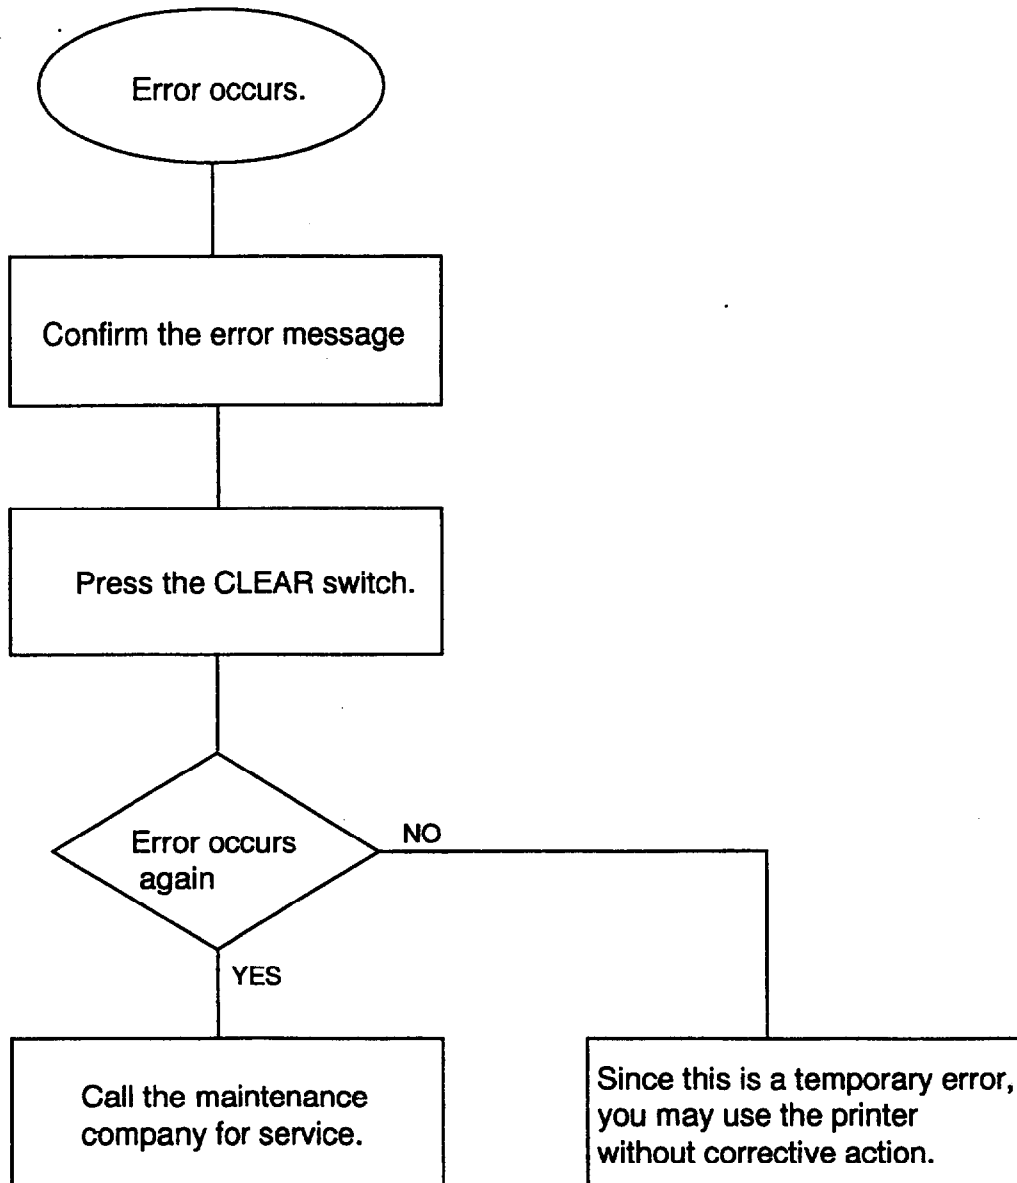 Error occurs.
Confirm the error message
Press the CLEAR switch.
Error occurs
again
NO
YES
Call the maintenance
company for service.
Since this is a temporary error,
you may use the printer
without corrective action.